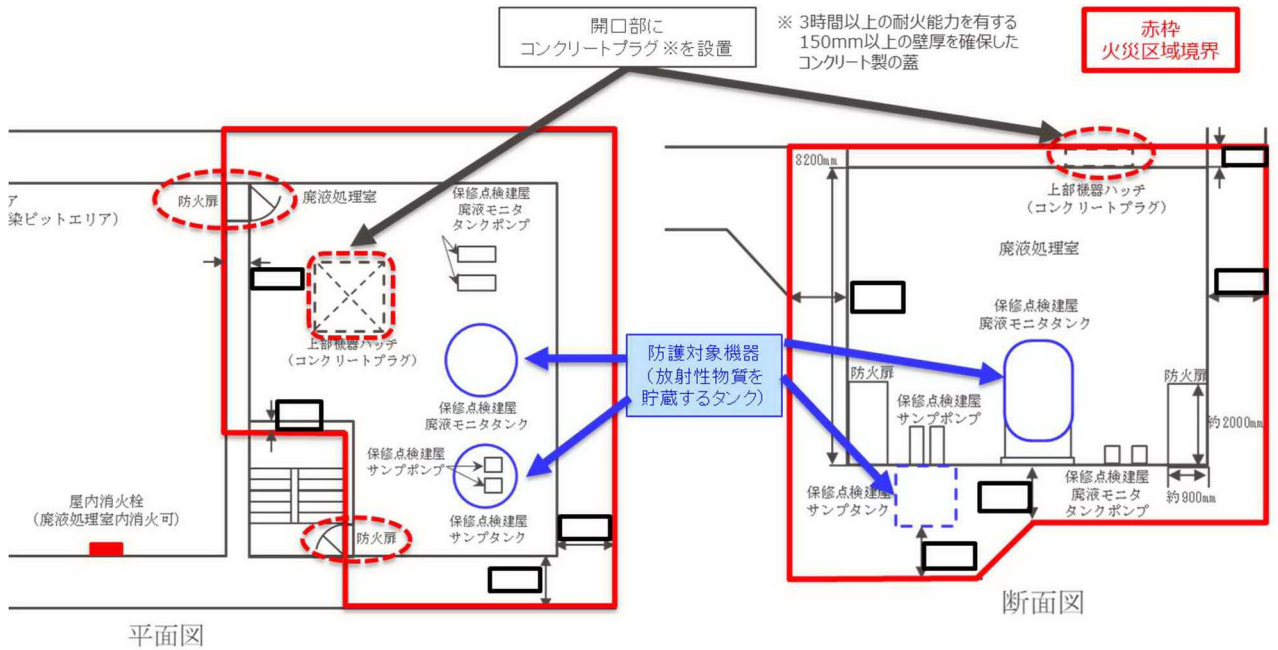 開口部に
コンクリートプラグ※を設置
※ 3時間以上の耐火能力を有する
150mm以上の壁厚を確保した
コンクリート製の蓋
赤枠
火災区域境界
防火扉
廃液処理室
ア
染ピットエリア）
保修点検建屋
廃液モニタ
タンクポンプ
上部機器ハッチ
（コンクリートプラグ）
保修点検建屋
廃液モニタタンク
保修点検建屋
サンプポンプ
保修点検建屋
サンプタンク
屋内消火栓
（廃液処理室内消火可）
防火扉
平面図
防護対象機器
（放射性物質を
貯蔵するタンク）
8200mm
上部機器ハッチ
（コンクリートプラグ）
廃液処理室
保修点検建屋
廃液モニタタンク
防火扉
保修点検建屋
サンプポンプ
防火扉
約2000mm
保修点検建屋
サンプタンク
保修点検建屋
廃液モニタ
タンクポンプ
約900mm
断面図